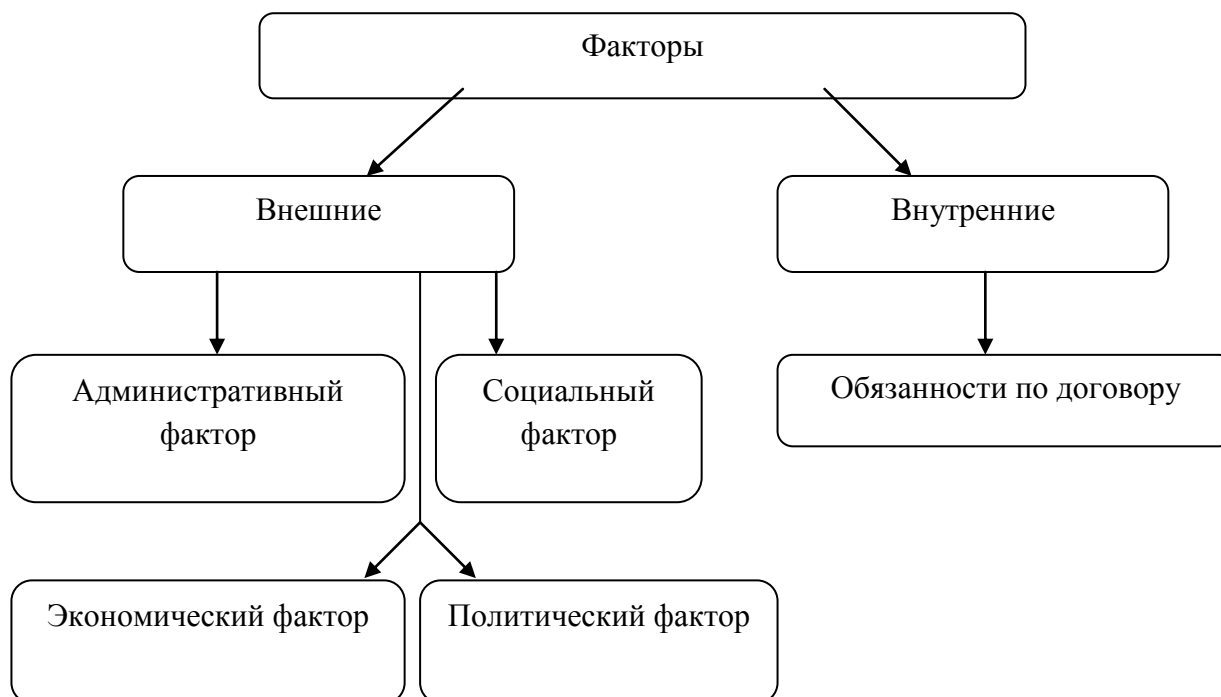 Факторы
Внешние
Внутренние
Административный
фактор
Социальный
фактор
Обязанности по договору
Экономический фактор
Политический фактор